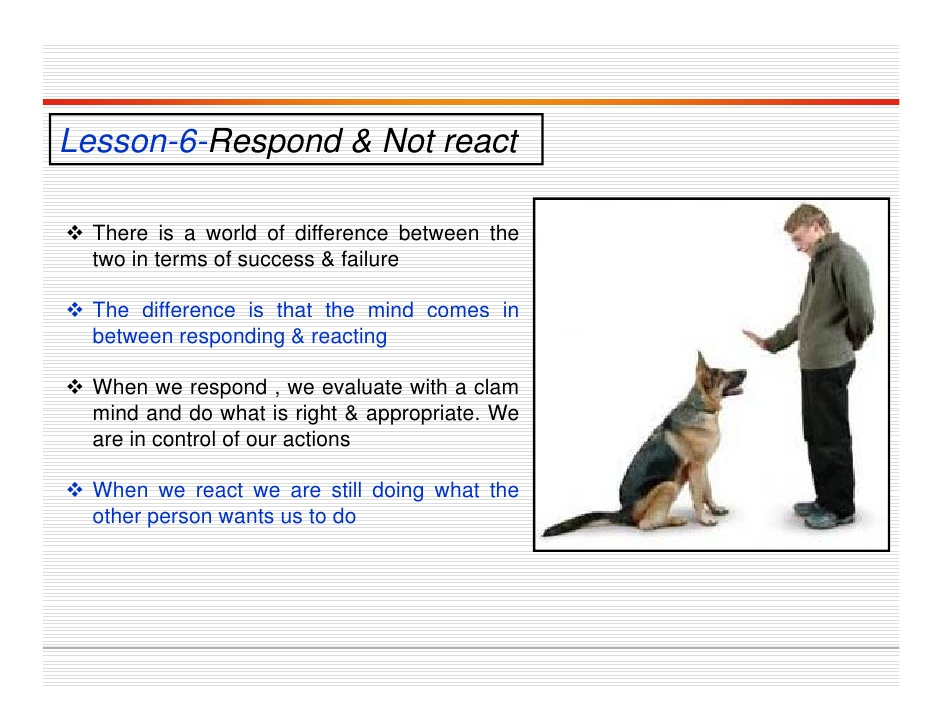 Lesson-6-Respond & Not react
❖ There is a world of difference between the
two in terms of success & failure
❖ The difference is that the mind comes in
between responding & reacting
❖ When we respond , we evaluate with a clam
mind and do what is right & appropriate. We
are in control of our actions
❖ When we react we are still doing what the
other person wants us to do